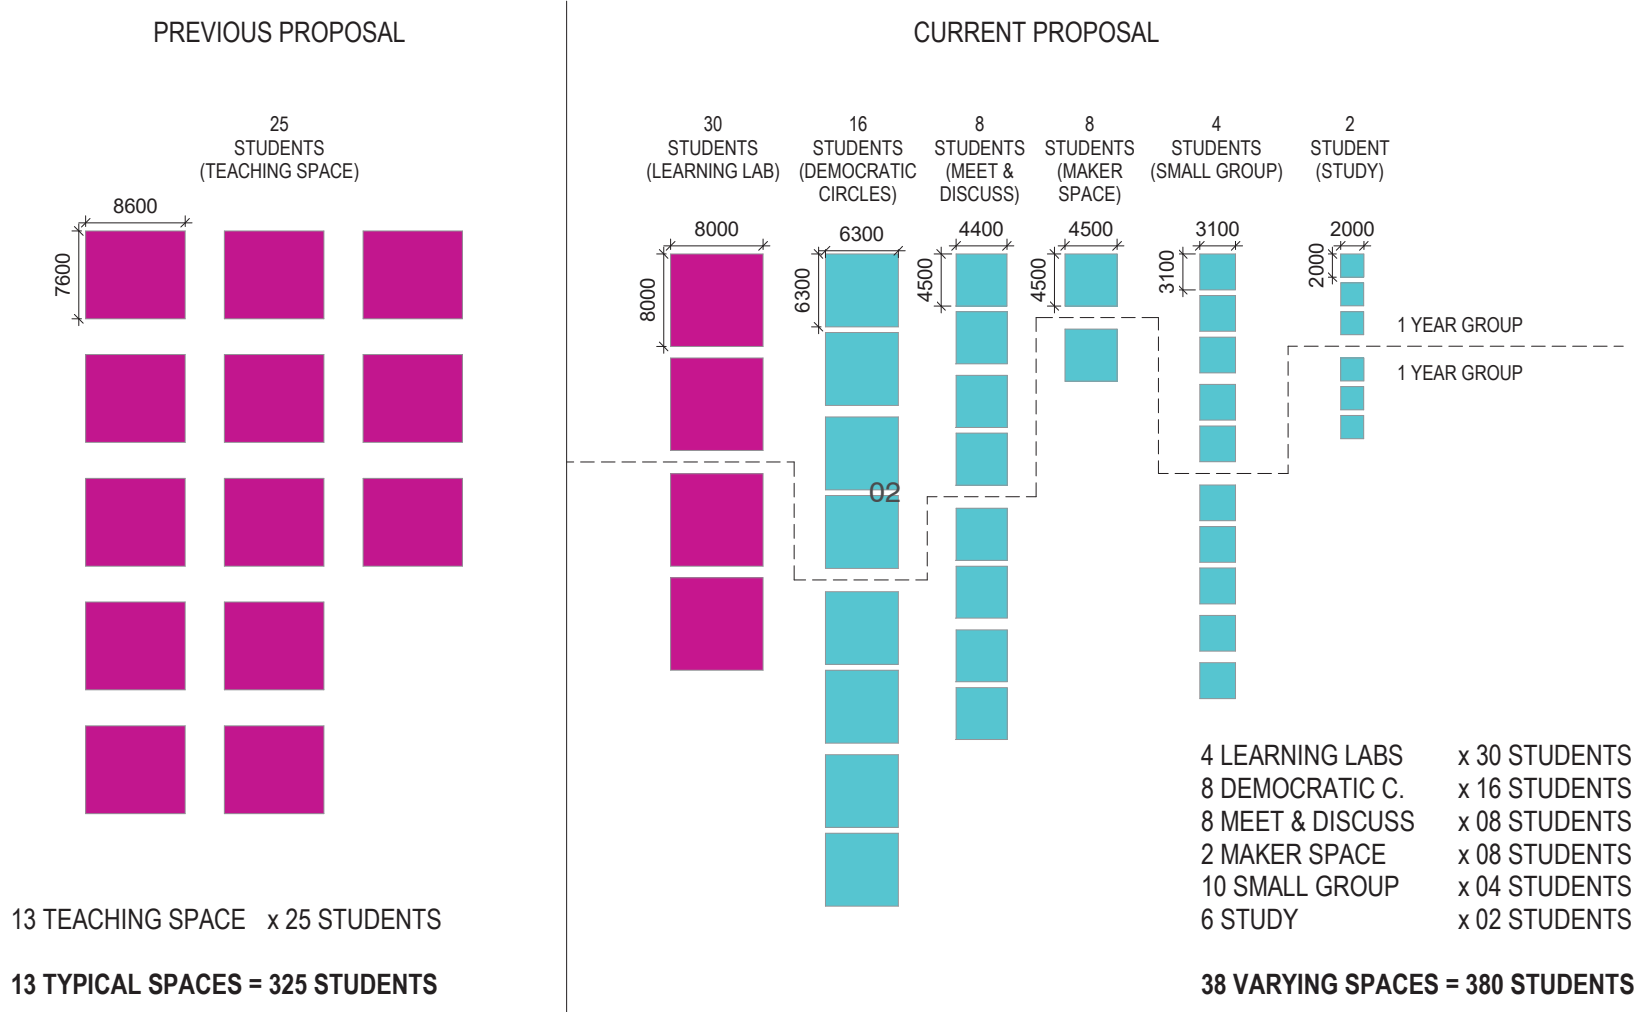 PREVIOUS PROPOSAL
25
STUDENTS
(TEACHING SPACE)
8600
7600
13 TEACHING SPACE x 25 STUDENTS
13 TYPICAL SPACES = 325 STUDENTS
CURRENT PROPOSAL
30
STUDENTS
(LEARNING LAB)
16
STUDENTS
(DEMOCRATIC
CIRCLES)
8
STUDENTS
(MEET &
DISCUSS)
8
STUDENTS
(MAKER
SPACE)
4
STUDENTS
(SMALL GROUP)
2
STUDENT
(STUDY)
8000
8000
6300
6300
4400
4500
4500
4500
3100
3100
2000
2000
1 YEAR GROUP
1 YEAR GROUP
02
4 LEARNING LABS x 30 STUDENTS
8 DEMOCRATIC C. x 16 STUDENTS
8 MEET & DISCUSS x 08 STUDENTS
2 MAKER SPACE x 08 STUDENTS
10 SMALL GROUP x 04 STUDENTS
6 STUDY x 02 STUDENTS
38 VARYING SPACES = 380 STUDENTS